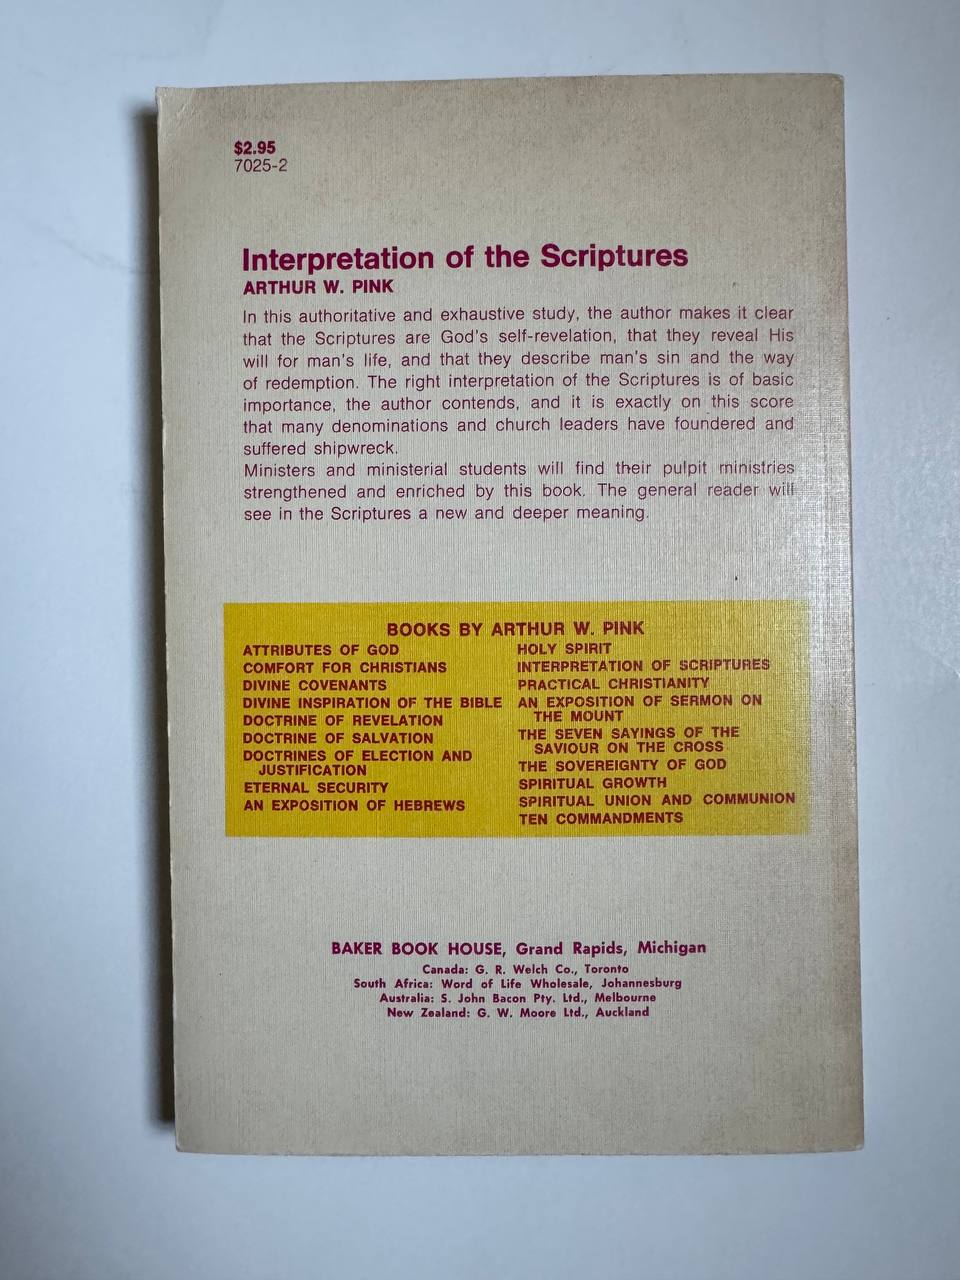 $2.95
7025-2
Interpretation of the Scriptures
ARTHUR W. PINK
In this authoritative and exhaustive study, the author makes it clear
that the Scriptures are God's self-revelation, that they reveal His
will for man's life, and that they describe man's sin and the way
of redemption. The right interpretation of the Scriptures is of basic
importance, the author contends, and it is exactly on this score
that many denominations and church leaders have foundered and
suffered shipwreck.
Ministers and ministerial students will find their pulpit ministries
strengthened and enriched by this book. The general reader will
see in the Scriptures a new and deeper meaning.
BOOKS BY ARTHUR W. PINK
ATTRIBUTES OF GOD
COMFORT FOR CHRISTIANS
DIVINE COVENANTS
DIVINE INSPIRATION OF THE BIBLE
DOCTRINE OF REVELATION
DOCTRINE OF SALVATION
DOCTRINES OF ELECTION AND
JUSTIFICATION
ETERNAL SECURITY
AN EXPOSITION OF HEBREWS
HOLY SPIRIT
INTERPRETATION OF SCRIPTURES
PRACTICAL CHRISTIANITY
AN EXPOSITION OF SERMON ON
THE MOUNT
THE SEVEN SAYINGS OF THE
SAVIOUR ON THE CROSS
THE SOVEREIGNTY OF GOD
SPIRITUAL GROWTH
SPIRITUAL UNION AND COMMUNION
TEN COMMANDMENTS
BAKER BOOK HOUSE, Grand Rapids, Michigan
Canada: G. R. Welch Co., Toronto
South Africa: Word of Life Wholesale, Johannesburg
Australia: S. John Bacon Pty. Ltd., Melbourne
New Zealand: G. W. Moore Ltd., Auckland